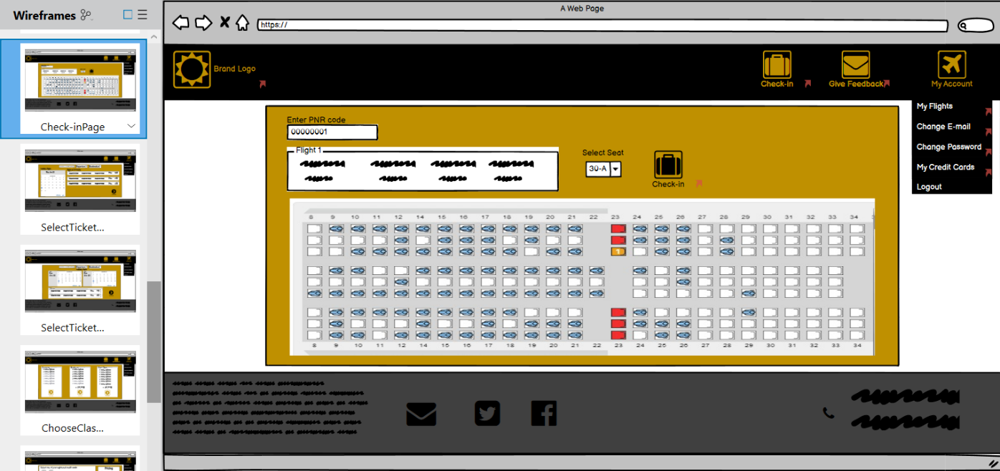 Wireframes
Check-inPage
SelectTicket...
SelectTicket...
ChooseClas...
A Web Page
https://
Brand Logo
Check-in
Give Feedback
My Account
My Flights
Change E-mail
Change Password
My Credit Cards
Logout
Enter PNR code
00000001
Flight 1
Select Seat
30-A
Check-in
8 9 10 11 12 14 15 16 17 18 19 20 21 22 23 24 25 26 27 28 29 30 31 32 33 34
1
8 9 10 11 12 14 15 16 17 18 19 20 21 22 23 24 25 26 27 28 29 30 31 32 33 34